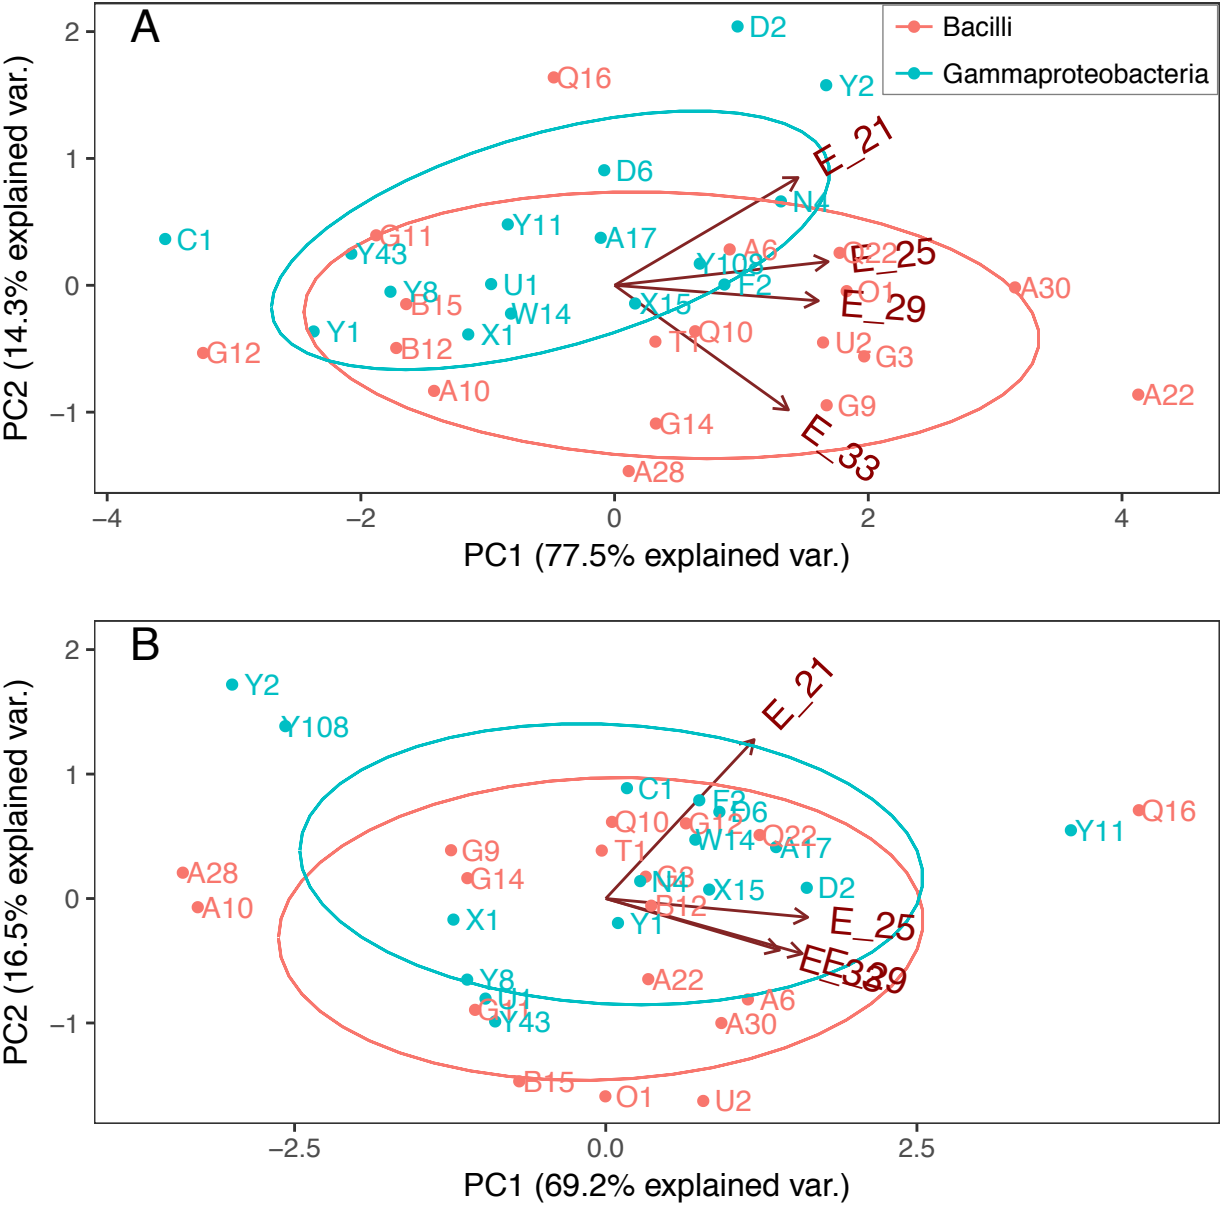 A
Bacilli
Gammaproteobacteria
D2
Y2
Q16
E_21
D6
N4
C1
G11
Y43
Y11
A17
A6
Y108
Q22
E_25
U1
F2
Y8
B15
W14
X15
O1
E_29
A30
Y1
X1
Q10
T1
U2
G3
G12
B12
A10
G9
A22
G14
E_33
A28
2
1
0
−1
PC2 (14.3% explained var.)
−4
−2
0
2
4
PC1 (77.5% explained var.)
B
Y2
Y108
E_21
C1
F2
D6
Q10
G12
Q22
W14
A17
Y11
Q16
G9
T1
A28
G14
G3
N4
X15
D2
A10
B12
X1
Y1
E_25
E_33
E_29
Y8
A22
U1
G11
Y43
A6
A30
B15
O1
U2
2
1
0
−1
PC2 (16.5% explained var.)
−2.5
0.0
2.5
PC1 (69.2% explained var.)